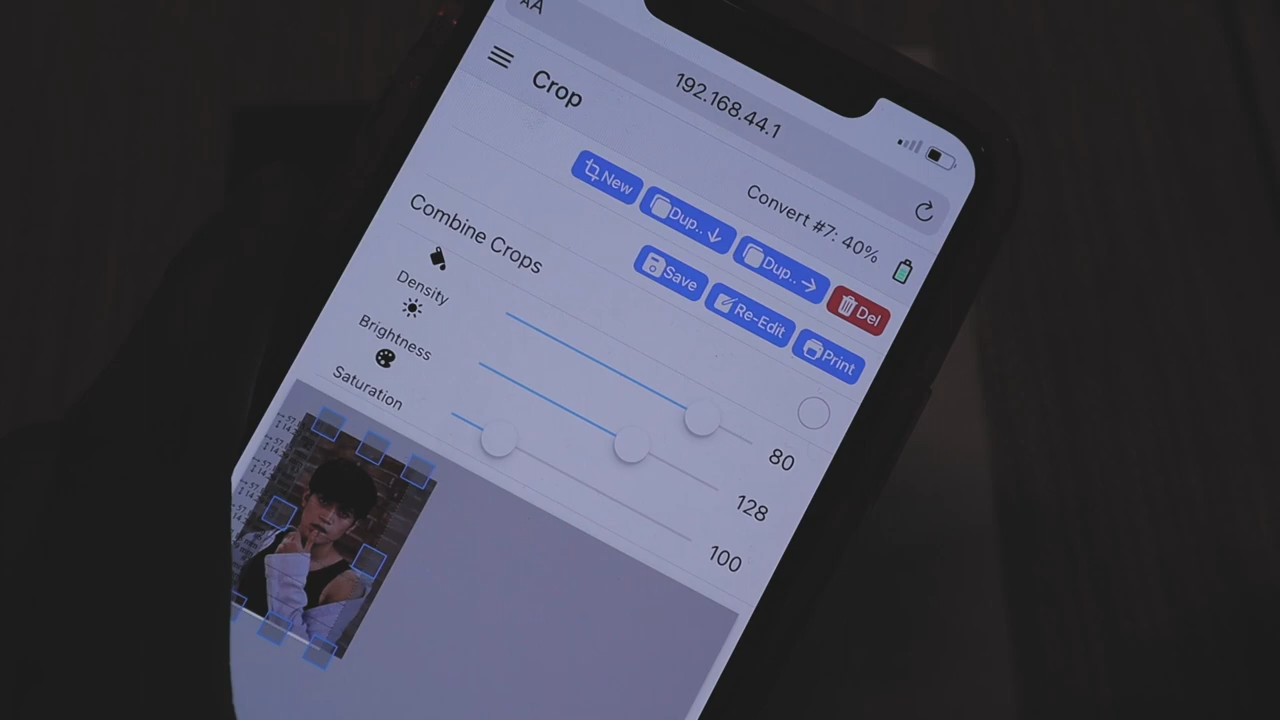 AA
192.168.44.1
Crop
Convert #7: 40%
New
Dup..
Dup..
Del
Combine Crops
Save
Re-Edit
Print
Density
80
Brightness
128
Saturation
100